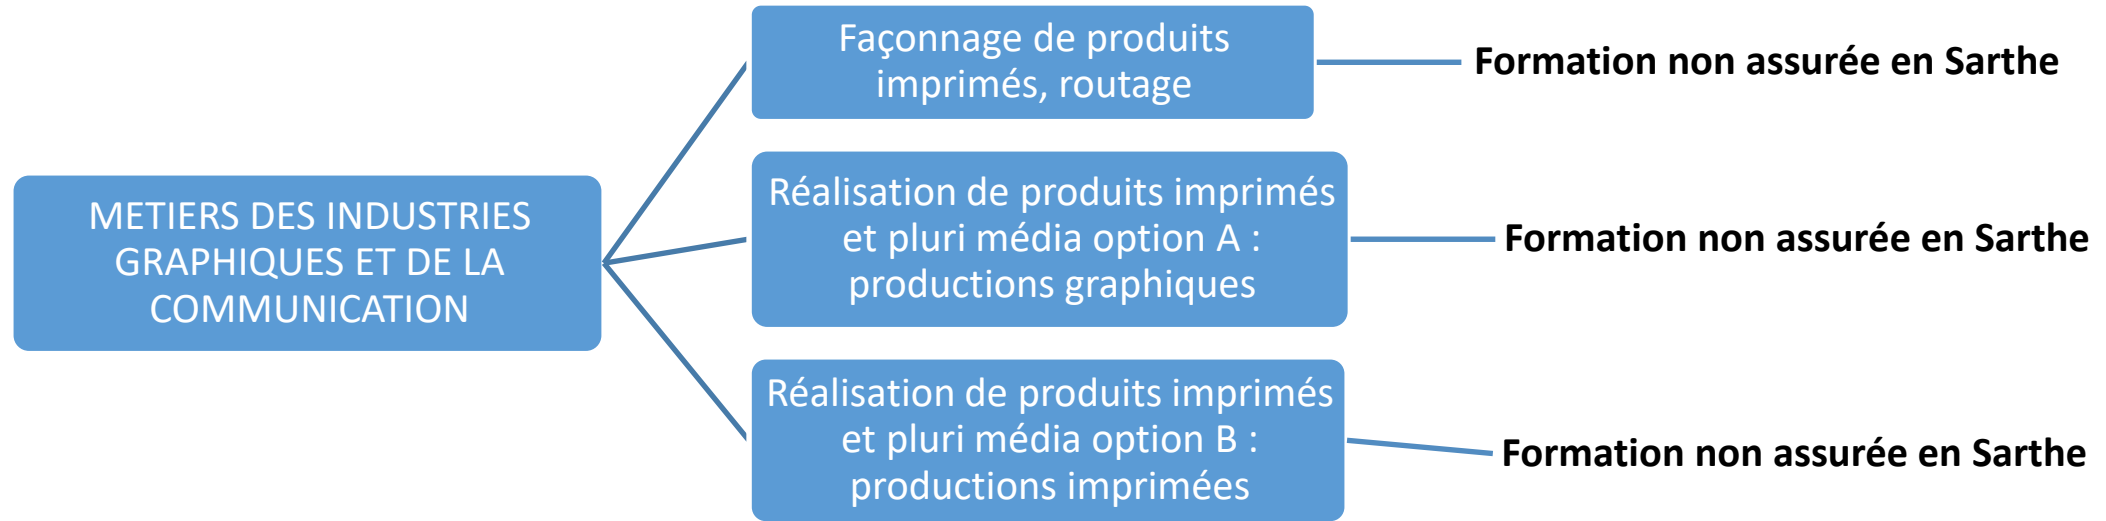 METIERS DES INDUSTRIES
GRAPHIQUES ET DE LA
COMMUNICATION
Façonnage de produits
imprimés, routage
Formation non assurée en Sarthe
Réalisation de produits imprimés
et pluri média option A :
productions graphiques
Formation non assurée en Sarthe
Réalisation de produits imprimés
et pluri média option B :
productions imprimées
Formation non assurée en Sarthe